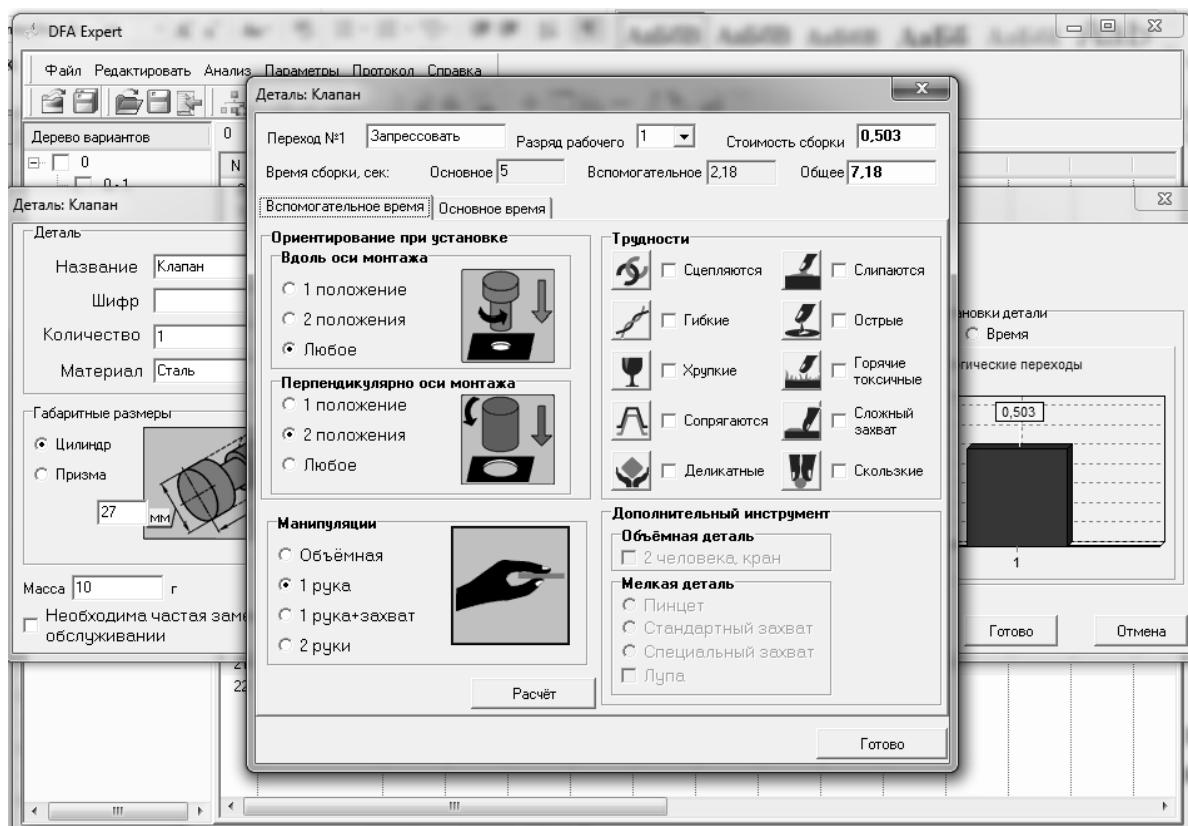 DFA Expert
Файл Редактировать Анализ Параметры Протокол Справка
Дерево вариантов
0
0
N
0 - 1
Деталь: Клапан
Деталь
Название Клапан
Шифр
Количество 1
Материал Сталь
Габаритные размеры
Цилиндр
Призма
27 мм
Масса 10 г
Необходима частая
обслуживании
22
Деталь: Клапан
Переход №1 Запрессовать Разряд рабочего 1 Стоимость сборки 0,503
Время сборки, сек: Основное 5 Вспомогательное 2,18 Общее 7,18
Вспомогательное время Основное время
Ориентирование при установке
Вдоль оси монтажа
1 положение
2 положения
Любое
Перпендикулярно оси монтажа
1 положение
2 положения
Любое
Манипуляции
Объёмная
1 рука
1 рука+захват
2 руки
Расчёт
Трудности
Сцепляются Слипаются
Гибкие Острые
Хрупкие Горячие
токсичные
Сопрягаются Сложный
захват
Деликатные Скользкие
Дополнительный инструмент
Объёмная деталь
2 человека, кран
Мелкая деталь
Пинцет
Стандартный захват
Специальный захват
Лупа
Готово
детали
Время
переходы
0,503
1
Готово Отмена